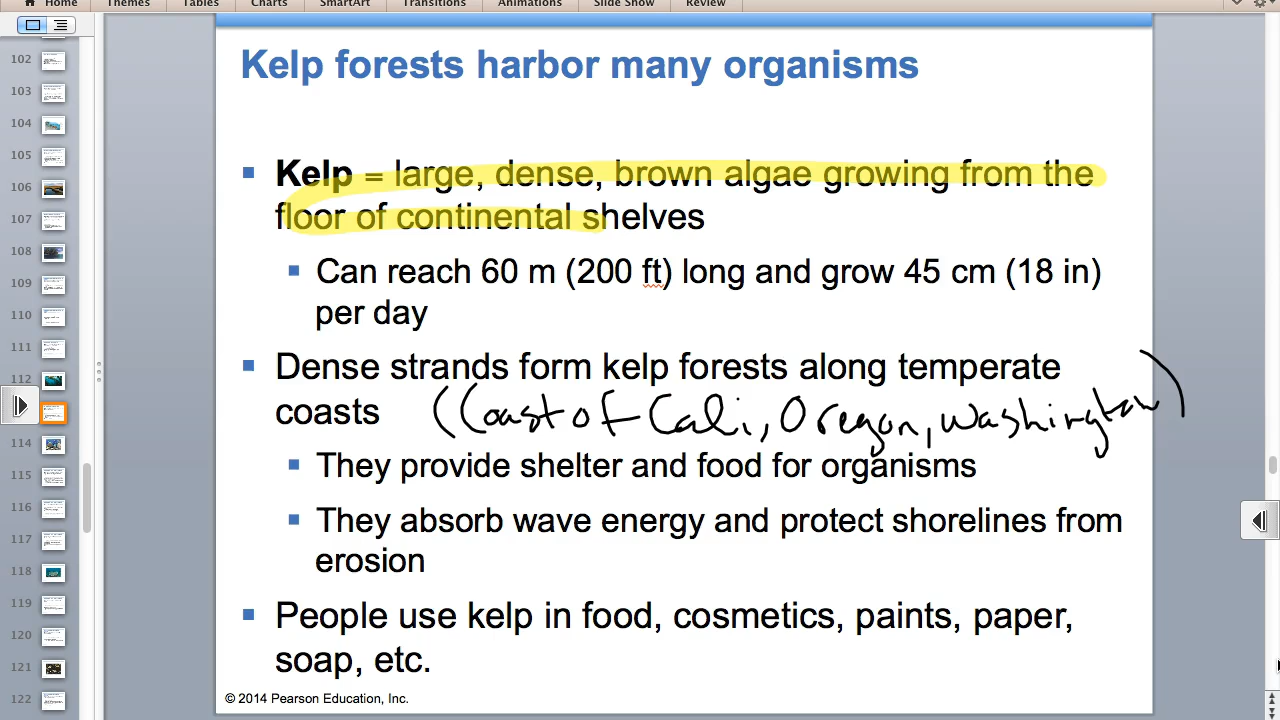 Home Themes Tables Charts SmartArt Transitions Animations Slide Show Review
102
103
104
105
106
107
108
109
110
111
112
114
115
116
117
118
119
120
121
122
Kelp forests harbor many organisms
Kelp = large, dense, brown algae growing from the
floor of continental shelves
Can reach 60 m (200 ft) long and grow 45 cm (18 in)
per day
Dense strands form kelp forests along temperate
coasts (Coast of Cali, Oregon, Washington)
They provide shelter and food for organisms
They absorb wave energy and protect shorelines from
erosion
People use kelp in food, cosmetics, paints, paper,
soap, etc.
© 2014 Pearson Education, Inc.